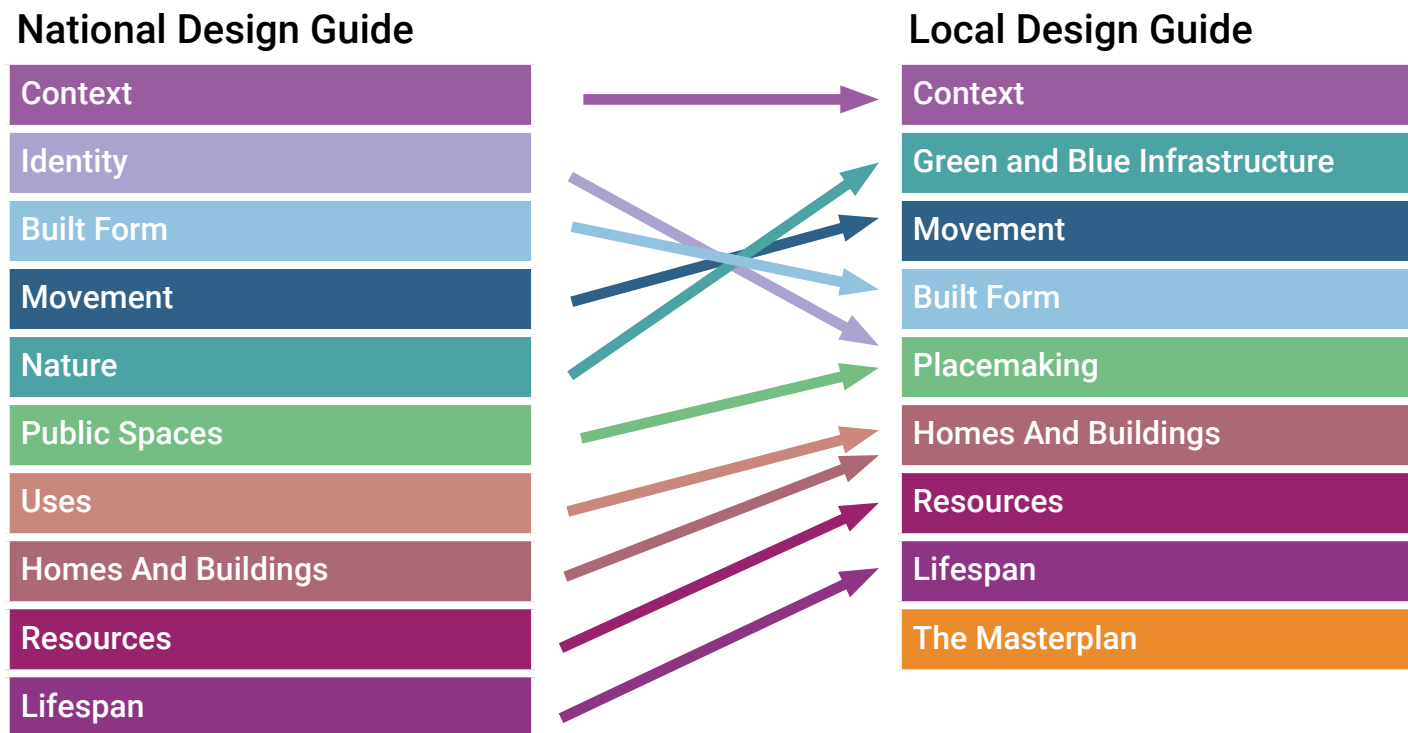 National Design Guide
Context
Identity
Built Form
Movement
Nature
Public Spaces
Uses
Homes And Buildings
Resources
Lifespan
Local Design Guide
Context
Green and Blue Infrastructure
Movement
Built Form
Placemaking
Homes And Buildings
Resources
Lifespan
The Masterplan